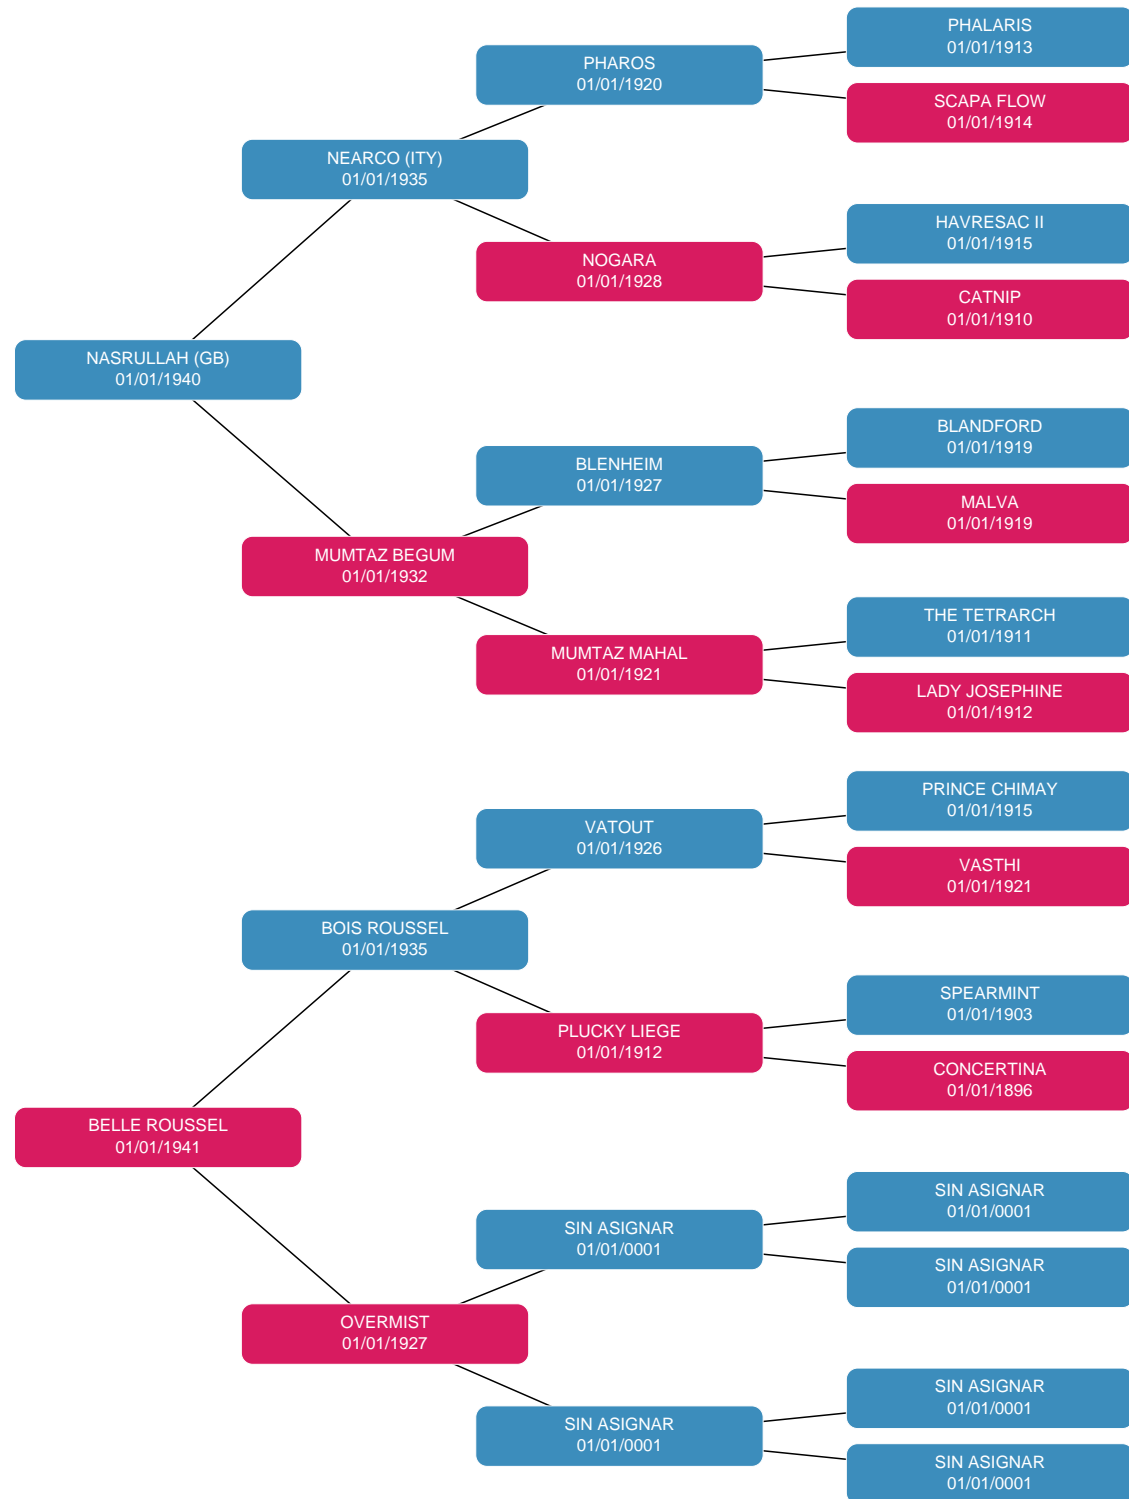 PHALARIS
01/01/1913
PHAROS
01/01/1920
SCAPA FLOW
01/01/1914
NEARCO (ITY)
01/01/1935
HAVRESAC II
01/01/1915
NOGARA
01/01/1928
CATNIP
01/01/1910
NASRULLAH (GB)
01/01/1940
BLANDFORD
01/01/1919
BLENHEIM
01/01/1927
MALVA
01/01/1919
MUMTAZ BEGUM
01/01/1932
THE TETRARCH
01/01/1911
MUMTAZ MAHAL
01/01/1921
LADY JOSEPHINE
01/01/1912
PRINCE CHIMAY
01/01/1915
VATOUT
01/01/1926
VASTHI
01/01/1921
BOIS ROUSSEL
01/01/1935
SPEARMINT
01/01/1903
PLUCKY LIEGE
01/01/1912
CONCERTINA
01/01/1896
BELLE ROUSSEL
01/01/1941
SIN ASIGNAR
01/01/0001
SIN ASIGNAR
01/01/0001
SIN ASIGNAR
01/01/0001
OVERMIST
01/01/1927
SIN ASIGNAR
01/01/0001
SIN ASIGNAR
01/01/0001
SIN ASIGNAR
01/01/0001